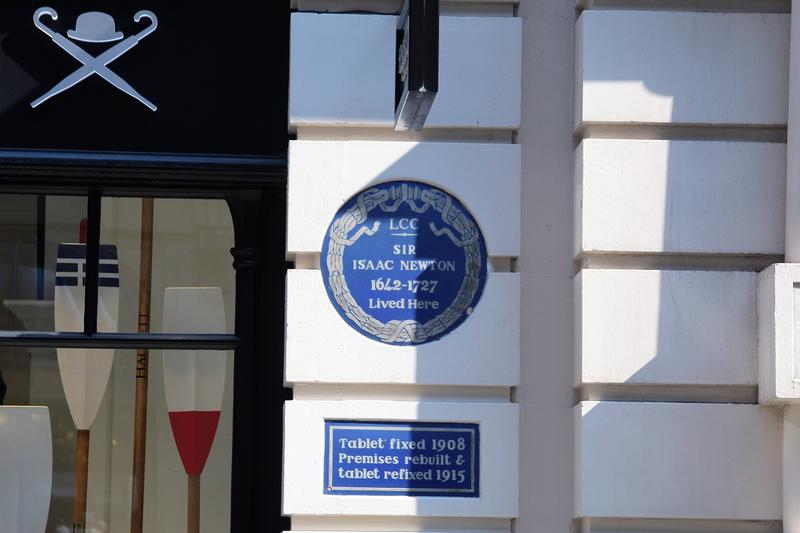 LCC
SIR
ISAAC NEWTON
1642-1727
Lived Here
Tablet fixed 1908
Premises rebuilt &
tablet refixed 1915